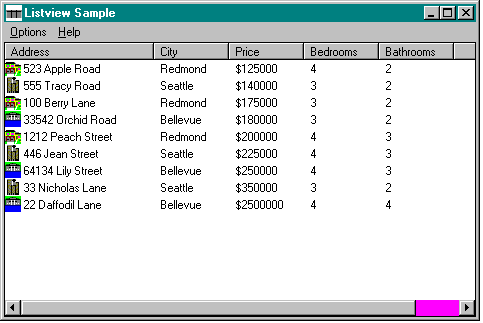 Listview Sample
Options Help
Address City Price Bedrooms Bathrooms
523 Apple Road Redmond $125000 4 2
555 Tracy Road Seattle $140000 3 2
100 Berry Lane Redmond $175000 3 2
33542 Orchid Road Bellevue $180000 3 2
1212 Peach Street Redmond $200000 4 3
446 Jean Street Seattle $225000 4 3
64134 Lily Street Bellevue $250000 4 3
33 Nicholas Lane Seattle $350000 3 2
22 Daffodil Lane Bellevue $2500000 4 4